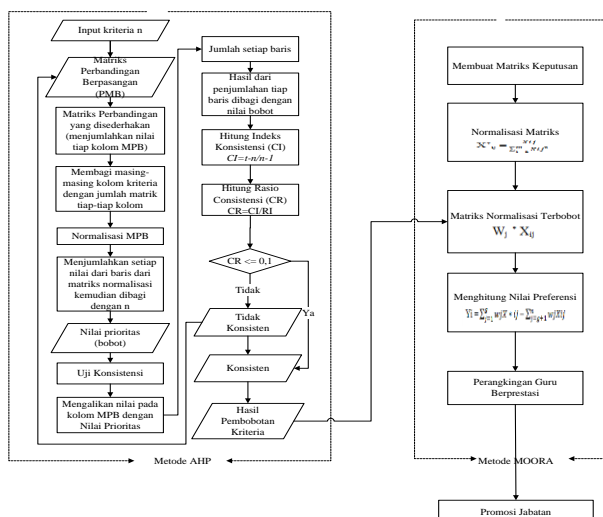 Input kriteria n
Matriks
Perbandingan
Berpasangan
(PMB)
Matriks Perbandingan
yang disederhakan
(menjumlahkan nilai
tiap kolom MPB)
Membagi masing-
masing kolom kriteria
dengan jumlah matrik
tiap-tiap kolom
Normalisasi MPB
Menjumlahkan setiap
nilai dari baris dari
matriks normalisasi
kemudian dibagi
dengan n
Nilai prioritas
(bobot)
Uji Konsistensi
Mengalikan nilai pada
kolom MPB dengan
Nilai Prioritas
Jumlah setiap baris
Hasil dari
penjumlahan tiap
baris dibagi dengan
nilai bobot
Hitung Indeks
Konsistensi (CI)
CI=t-n/n-1
Hitung Rasio
Consistensi (CR)
CR=CI/RI
CR <= 0,1
Tidak
Ya
Tidak
Konsisten
Konsisten
Hasil
Pembobotan
Kriteria
Metode AHP
Membuat Matriks Keputusan
Normalisasi Matriks
Matriks Normalisasi Terbobot
Wj * Xij
Menghitung Nilai Preferensi
Perangkingan Guru
Berprestasi
Metode MOORA
Promosi Jabatan